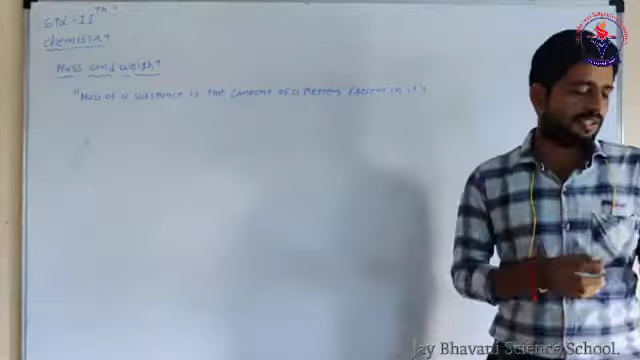 Std - 11th
Chemistry
Mass and weight
"Mass of a substance is the amount of a Matter Present in it's
Jay Bhavani Science School.